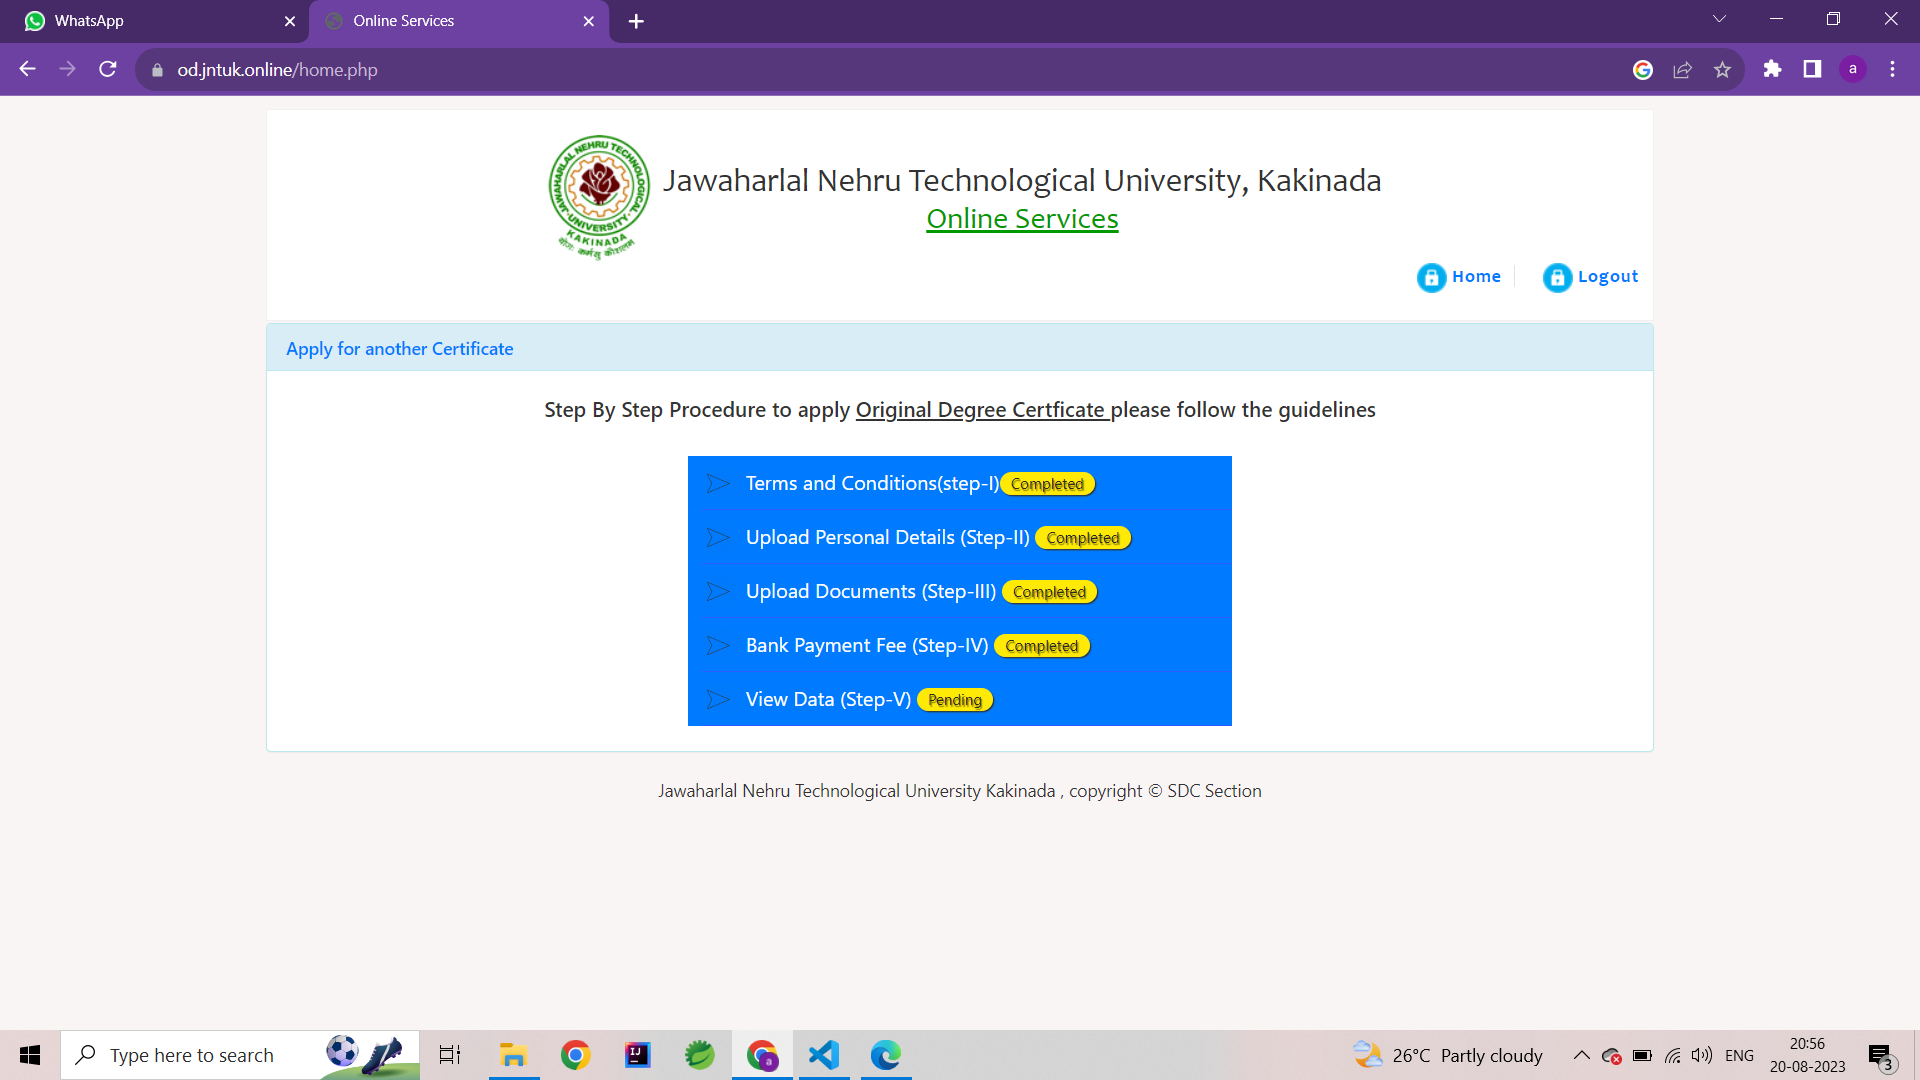 WhatsApp
Online Services
od.jntuk.online/home.php
a
JAWAHARLAL NEHRU TECHNOLOGICAL UNIVERSITY
KAKINADA
Jawaharlal Nehru Technological University, Kakinada
Online Services
Home
Logout
Apply for another Certificate
Step By Step Procedure to apply Original Degree Certficate please follow the guidelines
Terms and Conditions(step-I) Completed
Upload Personal Details (Step-II) Completed
Upload Documents (Step-III) Completed
Bank Payment Fee (Step-IV) Completed
View Data (Step-V) Pending
Jawaharlal Nehru Technological University Kakinada , copyright © SDC Section
Type here to search
IJ
a
26°C Partly cloudy
ENG
20:56
20-08-2023
3